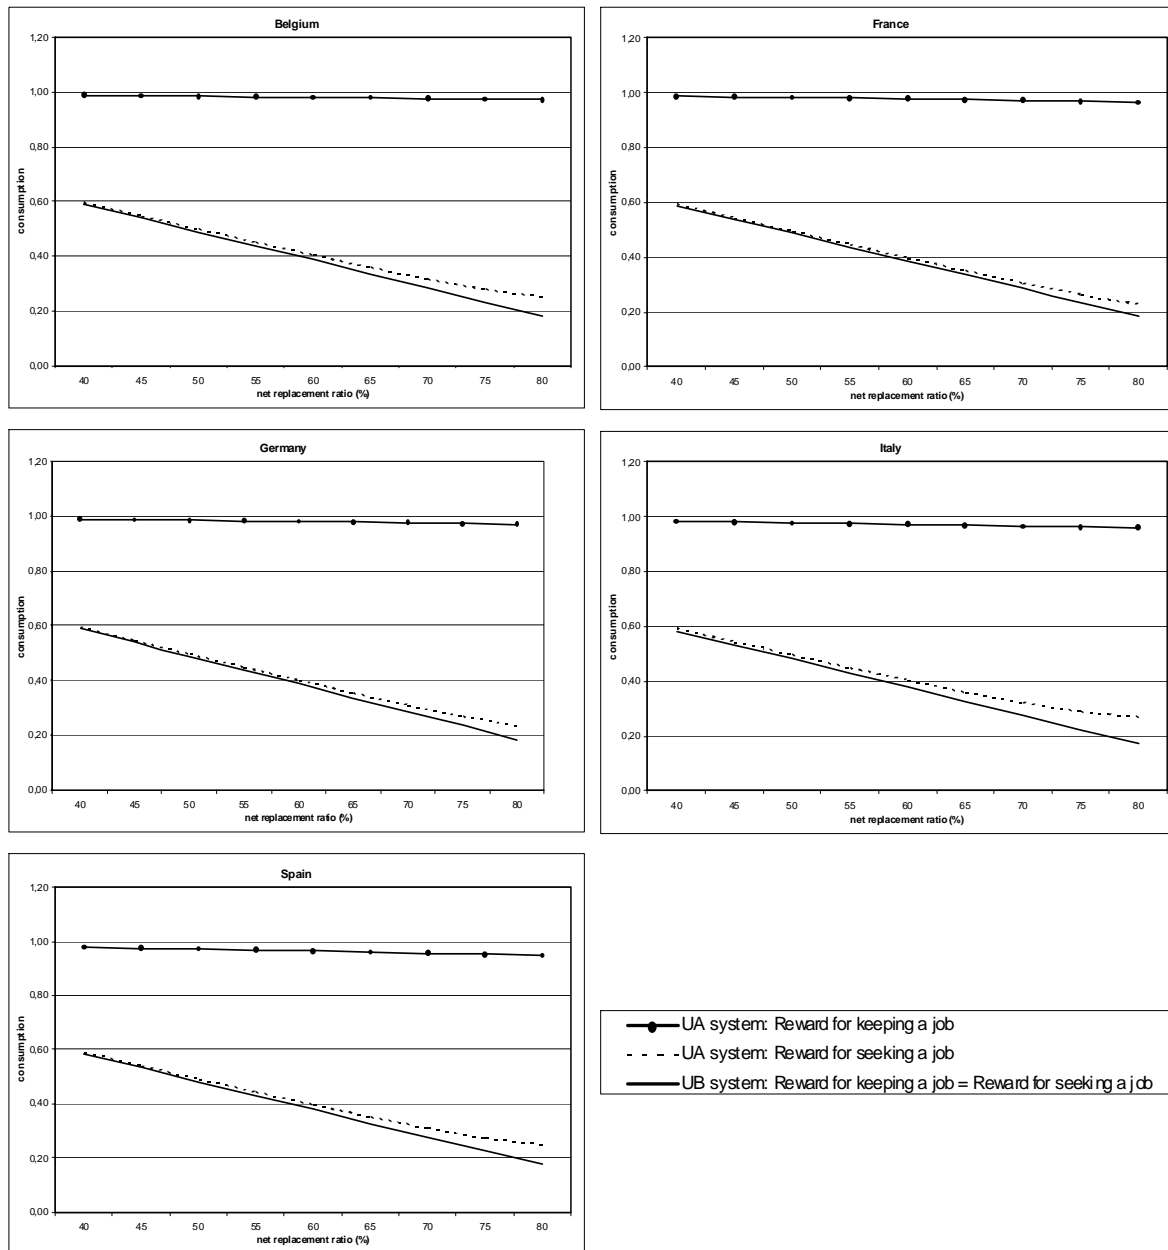 Belgium
1,20
1,00
0,80
0,60
0,40
0,20
0,00
consumption
40 45 50 55 60 65 70 75 80
net replacement ratio (%)
France
1,20
1,00
0,80
0,60
0,40
0,20
0,00
consumption
40 45 50 55 60 65 70 75 80
net replacement ratio (%)
Germany
1,20
1,00
0,80
0,60
0,40
0,20
0,00
consumption
40 45 50 55 60 65 70 75 80
net replacement ratio (%)
Italy
1,20
1,00
0,80
0,60
0,40
0,20
0,00
consumption
40 45 50 55 60 65 70 75 80
net replacement ratio (%)
Spain
1,20
1,00
0,80
0,60
0,40
0,20
0,00
consumption
40 45 50 55 60 65 70 75 80
net replacement ratio (%)
UA system: Reward for keeping a job
UA system: Reward for seeking a job
UB system: Reward for keeping a job = Reward for seeking a job